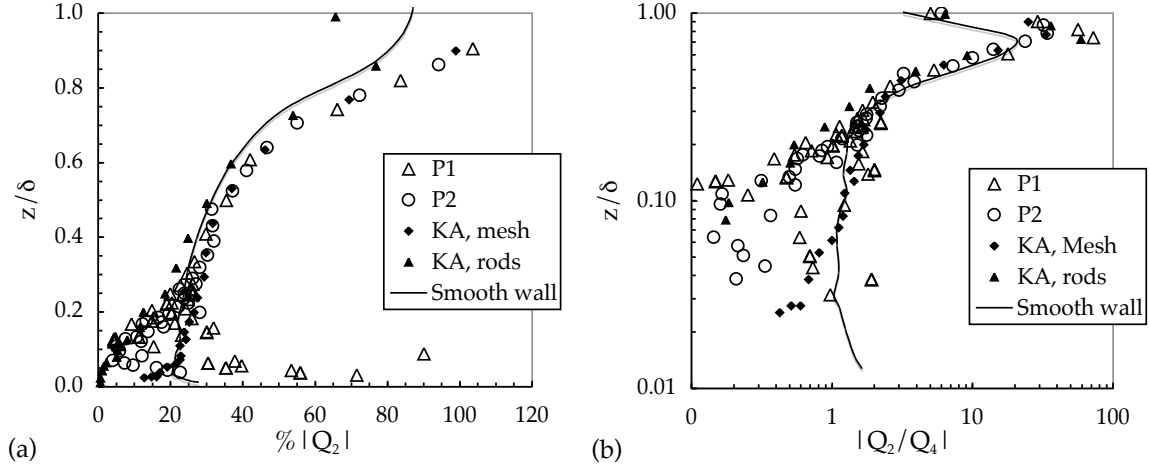 1.0
0.8
0.6
0.4
0.2
0.0
z/δ
0
20
40
60
80
100
120
% |Q2|
(a)
P1
P2
KA, mesh
KA, rods
Smooth wall
1.00
0.10
0.01
z/δ
0
1
10
100
|Q2/Q4|
(b)
P1
P2
KA, Mesh
KA, rods
Smooth wall